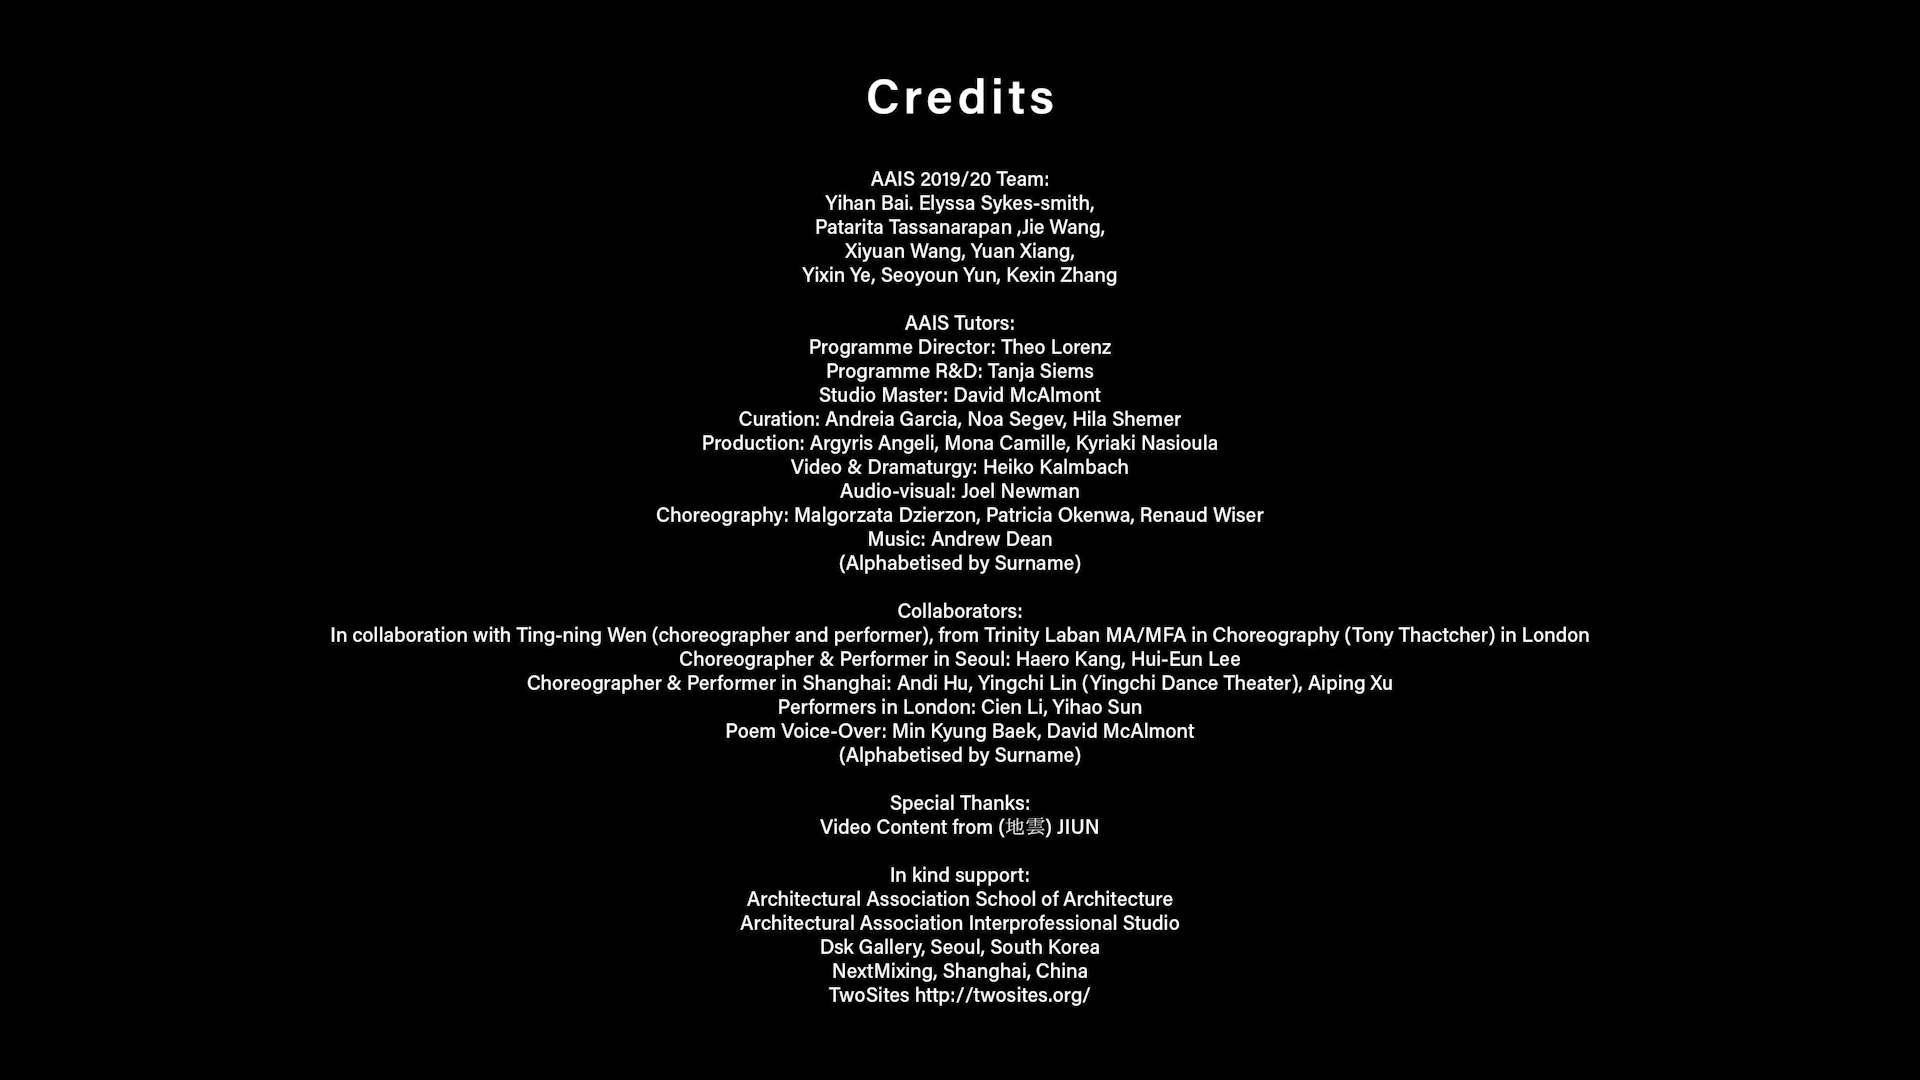 Credits
AAIS 2019/20 Team:
Yihan Bai. Elyssa Sykes-smith,
Patarita Tassanarapan ,Jie Wang,
Xiyuan Wang, Yuan Xiang,
Yixin Ye, Seoyoun Yun, Kexin Zhang
AAIS Tutors:
Programme Director: Theo Lorenz
Programme R&D: Tanja Siems
Studio Master: David McAlmont
Curation: Andreia Garcia, Noa Segev, Hila Shemer
Production: Argyris Angeli, Mona Camille, Kyriaki Nasioula
Video & Dramaturgy: Heiko Kalmbach
Audio-visual: Joel Newman
Choreography: Malgorzata Dzierzon, Patricia Okenwa, Renaud Wiser
Music: Andrew Dean
(Alphabetised by Surname)
Collaborators:
In collaboration with Ting-ning Wen (choreographer and performer), from Trinity Laban MA/MFA in Choreography (Tony Thactcher) in London
Choreographer & Performer in Seoul: Haero Kang, Hui-Eun Lee
Choreographer & Performer in Shanghai: Andi Hu, Yingchi Lin (Yingchi Dance Theater), Aiping Xu
Performers in London: Cien Li, Yihao Sun
Poem Voice-Over: Min Kyung Baek, David McAlmont
(Alphabetised by Surname)
Special Thanks:
Video Content from (地雲) JIUN
In kind support:
Architectural Association School of Architecture
Architectural Association Interprofessional Studio
Dsk Gallery, Seoul, South Korea
NextMixing, Shanghai, China
TwoSites http://twosites.org/